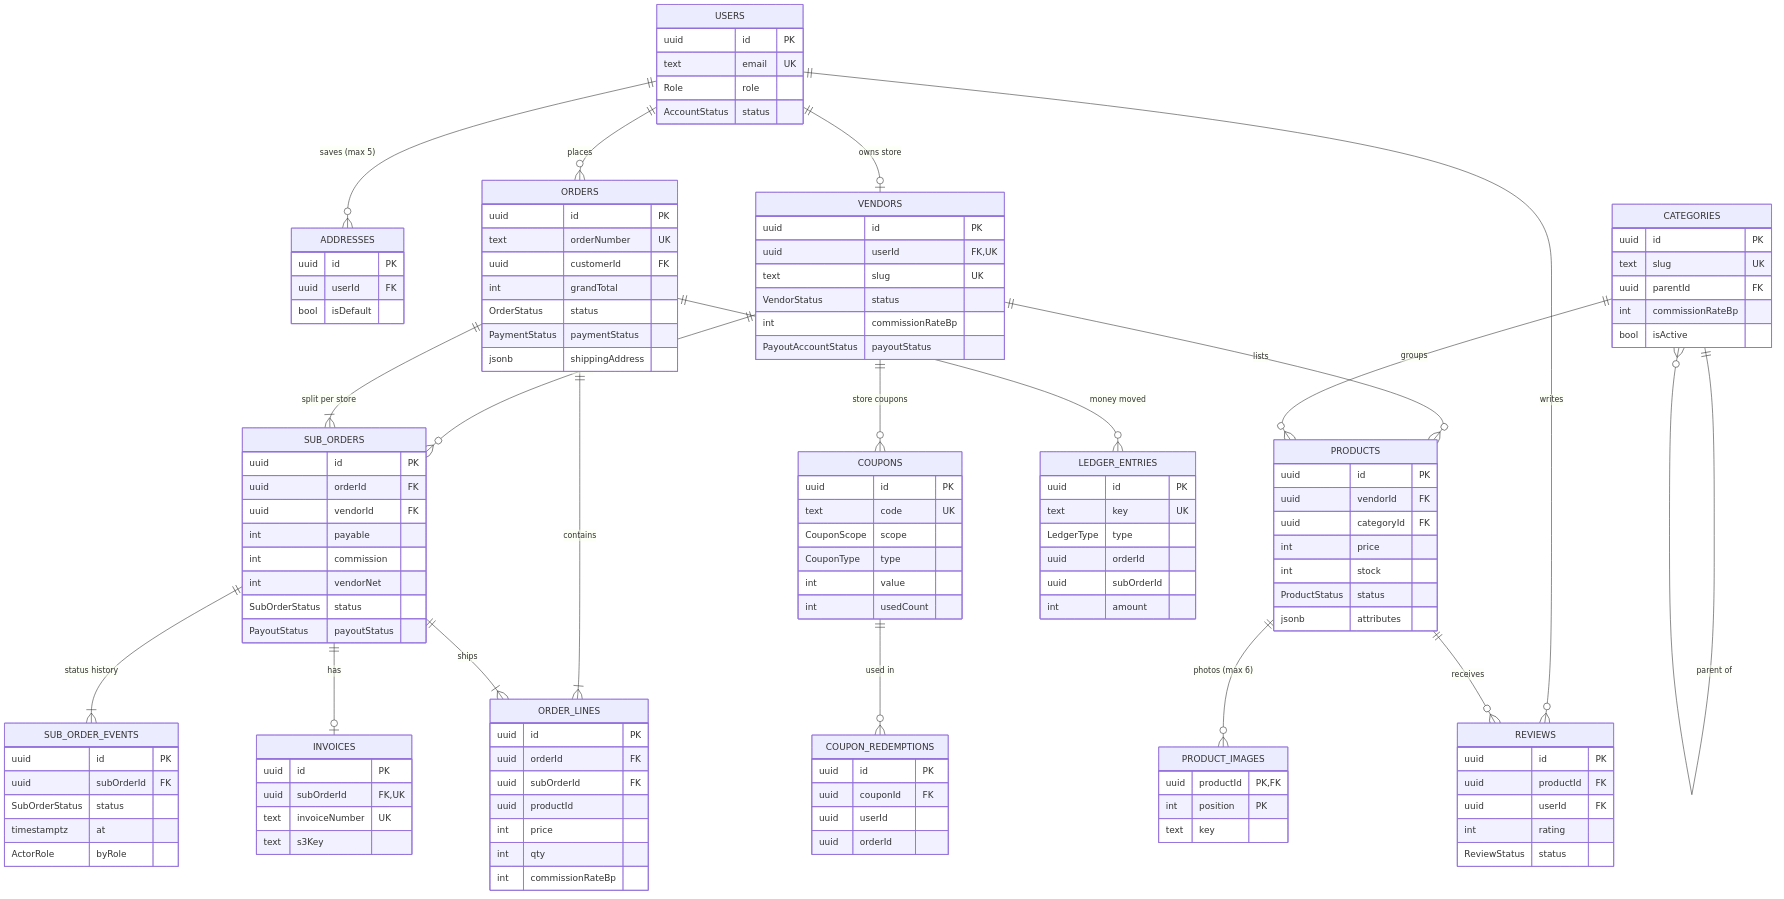 USERS
uuid id PK
text email UK
Role role
AccountStatus status
saves (max 5)
places
owns store
ORDERS
uuid id PK
text orderNumber UK
uuid customerId FK
int grandTotal
OrderStatus status
PaymentStatus paymentStatus
jsonb shippingAddress
VENDORS
uuid id PK
uuid userId FK,UK
text slug UK
VendorStatus status
int commissionRateBp
PayoutAccountStatus payoutStatus
CATEGORIES
uuid id PK
text slug UK
uuid parentId FK
int commissionRateBp
bool isActive
ADDRESSES
uuid id PK
uuid userId FK
bool isDefault
groups
lists
split per store
store coupons
money moved
writes
SUB_ORDERS
uuid id PK
uuid orderId FK
uuid vendorId FK
int payable
int commission
int vendorNet
SubOrderStatus status
PayoutStatus payoutStatus
contains
COUPONS
uuid id PK
text code UK
CouponScope scope
CouponType type
int value
int usedCount
LEDGER_ENTRIES
uuid id PK
text key UK
LedgerType type
uuid orderId
uuid subOrderId
int amount
PRODUCTS
uuid id PK
uuid vendorId FK
uuid categoryId FK
int price
int stock
ProductStatus status
jsonb attributes
status history
has
ships
used in
photos (max 6)
receives
parent of
SUB_ORDER_EVENTS
uuid id PK
uuid subOrderId FK
SubOrderStatus status
timestamptz at
ActorRole byRole
INVOICES
uuid id PK
uuid subOrderId FK,UK
text invoiceNumber UK
text s3Key
ORDER_LINES
uuid id PK
uuid orderId FK
uuid subOrderId FK
uuid productId
int price
int qty
int commissionRateBp
COUPON_REDEMPTIONS
uuid id PK
uuid couponId FK
uuid userId
uuid orderId
PRODUCT_IMAGES
uuid productId PK,FK
int position PK
text key
REVIEWS
uuid id PK
uuid productId FK
uuid userId FK
int rating
ReviewStatus status